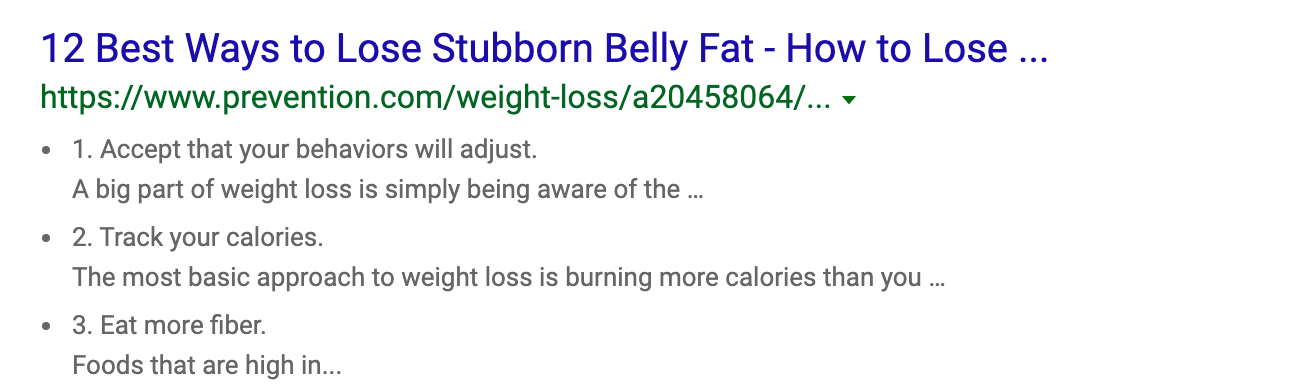 12 Best Ways to Lose Stubborn Belly Fat - How to Lose ...
https://www.prevention.com/weight-loss/a20458064/...
• 1. Accept that your behaviors will adjust.
A big part of weight loss is simply being aware of the ...
• 2. Track your calories.
The most basic approach to weight loss is burning more calories than you ...
• 3. Eat more fiber.
Foods that are high in...